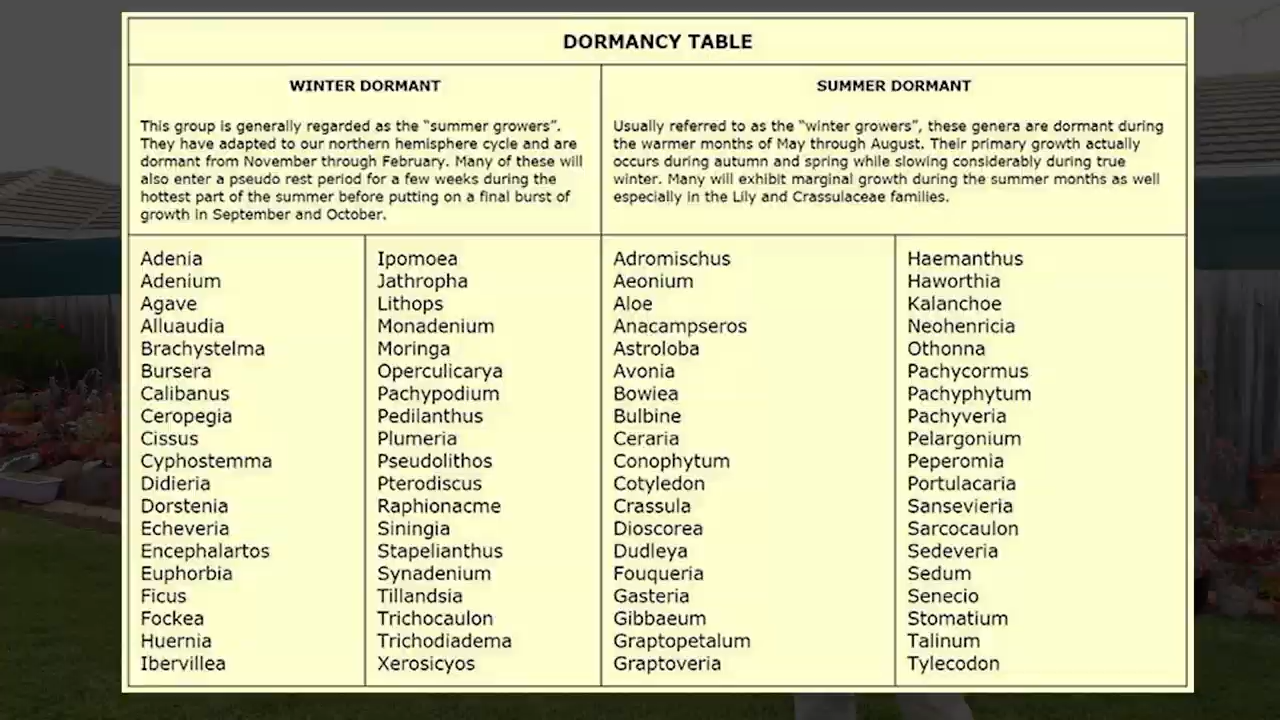 DORMANCY TABLE
WINTER DORMANT
This group is generally regarded as the “summer growers”.
They have adapted to our northern hemisphere cycle and are
dormant from November through February. Many of these will
also enter a pseudo rest period for a few weeks during the
hottest part of the summer before putting on a final burst of
growth in September and October.
SUMMER DORMANT
Usually referred to as the “winter growers”, these genera are dormant during
the warmer months of May through August. Their primary growth actually
occurs during autumn and spring while slowing considerably during true
winter. Many will exhibit marginal growth during the summer months as well
especially in the Lily and Crassulaceae families.
Adenia
Adenium
Agave
Alluaudia
Brachystelma
Bursera
Calibanus
Ceropegia
Cissus
Cyphostemma
Didieria
Dorstenia
Echeveria
Encephalartos
Euphorbia
Ficus
Fockea
Huernia
Ibervillea
Ipomoea
Jathropha
Lithops
Monadenium
Moringa
Operculicarya
Pachypodium
Pedilanthus
Plumeria
Pseudolithos
Pterodiscus
Raphionacme
Siningia
Stapelianthus
Synadenium
Tillandsia
Trichocaulon
Trichodiadema
Xerosicyos
Adromischus
Aeonium
Aloe
Anacampseros
Astroloba
Avonia
Bowiea
Bulbine
Ceraria
Conophytum
Cotyledon
Crassula
Dioscorea
Dudleya
Fouqueria
Gasteria
Gibbaeum
Graptopetalum
Graptoveria
Haemanthus
Haworthia
Kalanchoe
Neohenricia
Othonna
Pachycormus
Pachyphytum
Pachyveria
Pelargonium
Peperomia
Portulacaria
Sansevieria
Sarcocaulon
Sedeveria
Sedum
Senecio
Stomatium
Talinum
Tylecodon